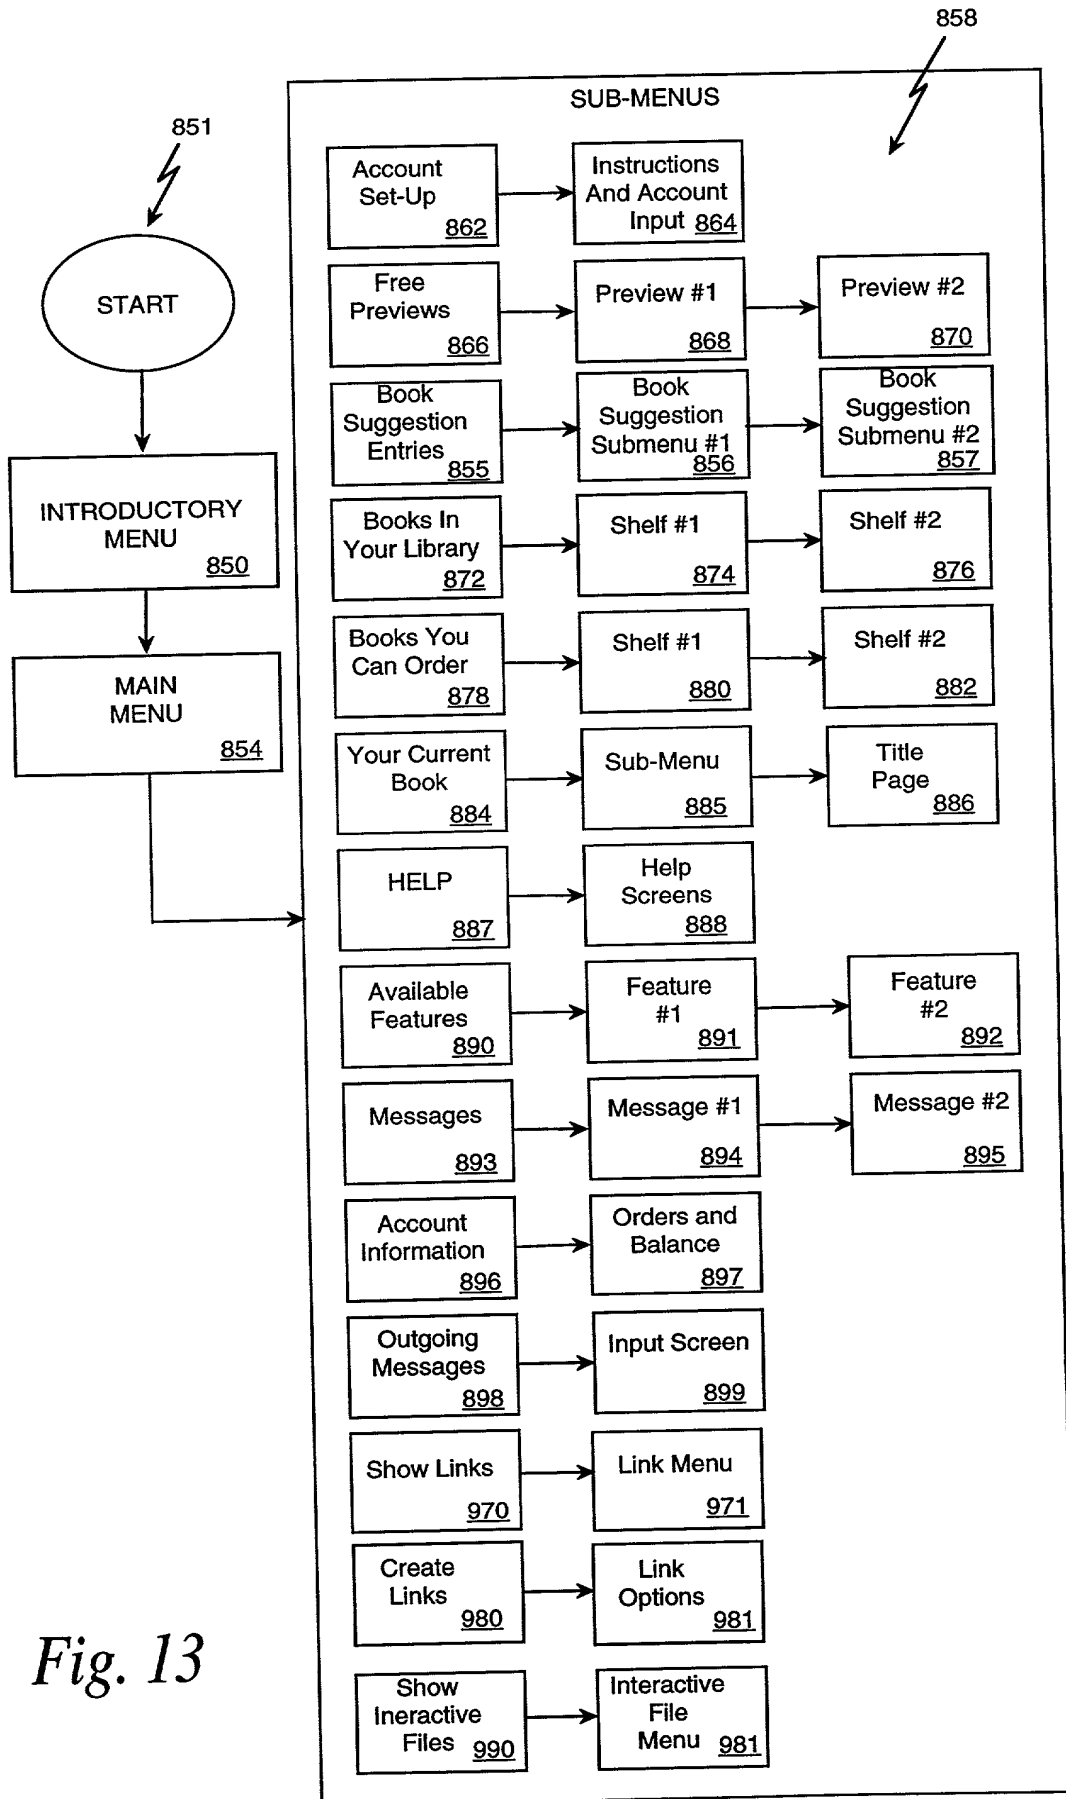 858
SUB-MENUS
851
START
INTRODUCTORY
MENU
850
MAIN
MENU
854
Account
Set-Up
862
Instructions
And Account
Input 864
Free
Previews
866
Preview #1
868
Preview #2
870
Book
Suggestion
Entries
855
Book
Suggestion
Submenu #1
856
Book
Suggestion
Submenu #2
857
Books In
Your Library
872
Shelf #1
874
Shelf #2
876
Books You
Can Order
878
Shelf #1
880
Shelf #2
882
Your Current
Book
884
Sub-Menu
885
Title
Page
886
HELP
887
Help
Screens
888
Available
Features
890
Feature
#1
891
Feature
#2
892
Messages
893
Message #1
894
Message #2
895
Account
Information
896
Orders and
Balance
897
Outgoing
Messages
898
Input Screen
899
Show Links
970
Link Menu
971
Create
Links
980
Link
Options
981
Show
Ineractive
Files 990
Interactive
File
Menu 981
Fig. 13